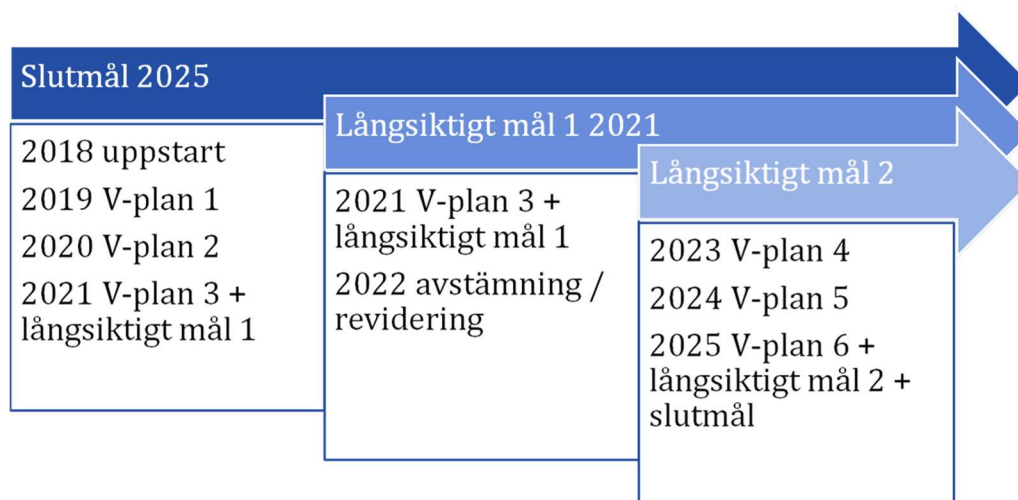 Slutmål 2025
2018 uppstart
2019 V-plan 1
2020 V-plan 2
2021 V-plan 3 +
långsiktigt mål 1
Långsiktigt mål 1 2021
2021 V-plan 3 +
långsiktigt mål 1
2022 avstämning /
revidering
Långsiktigt mål 2
2023 V-plan 4
2024 V-plan 5
2025 V-plan 6 +
långsiktigt mål 2 +
slutmål